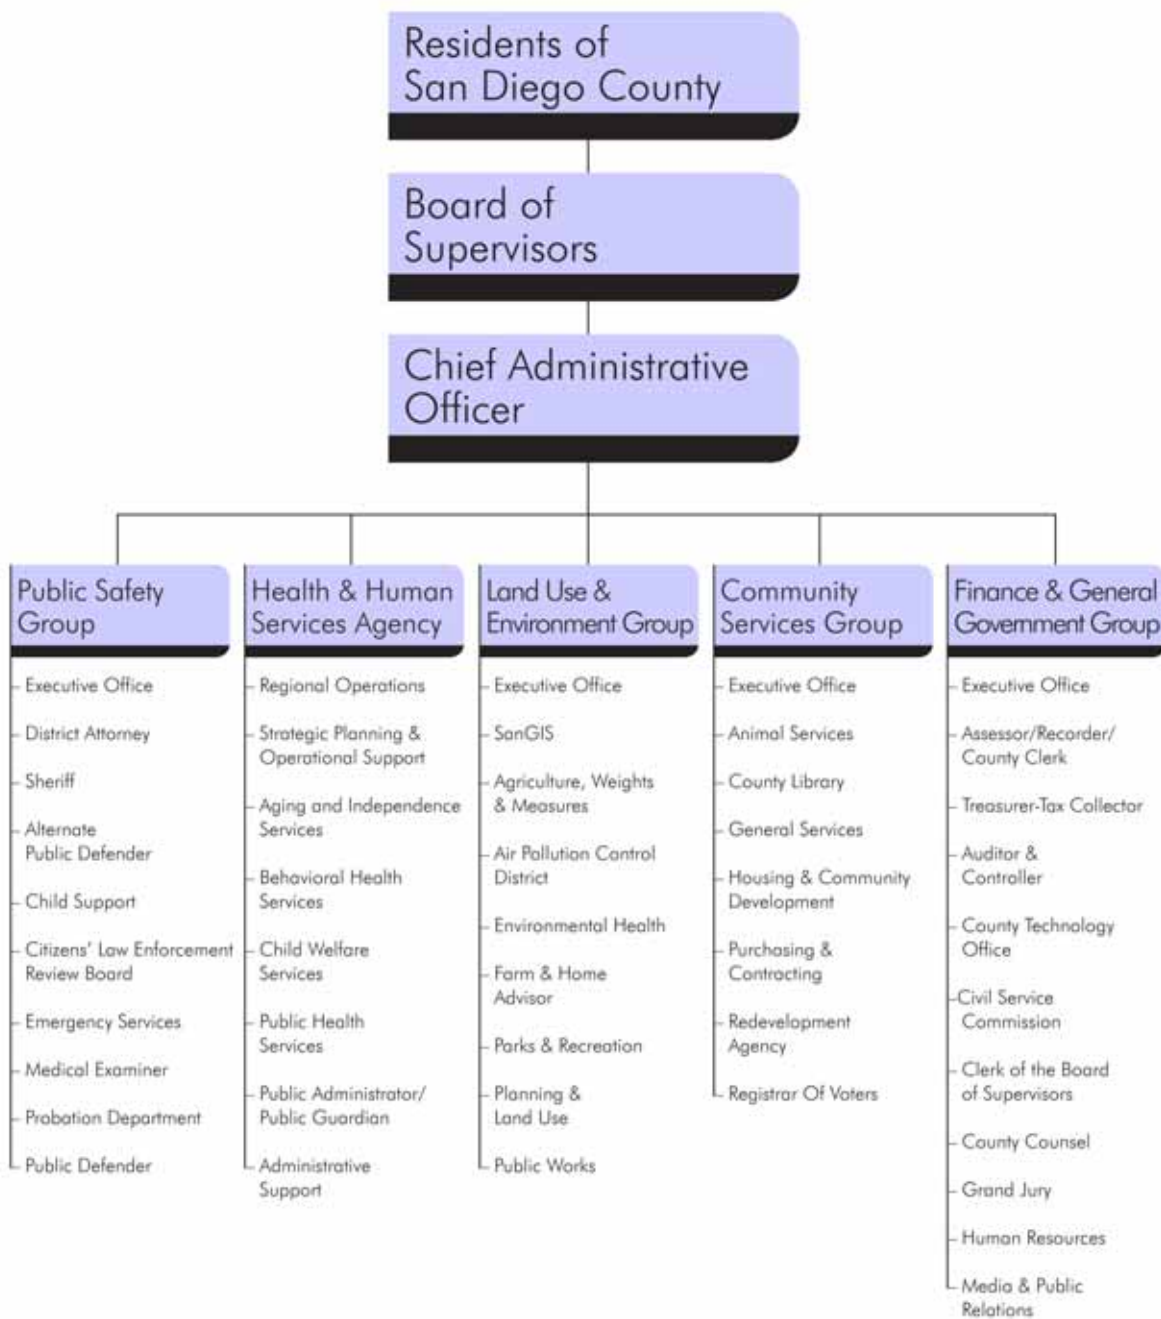 Residents of
San Diego County
Board of
Supervisors
Chief Administrative
Officer
Public Safety
Group
Executive Office
District Attorney
Sheriff
Alternate
Public Defender
Child Support
Citizens' Law Enforcement
Review Board
Emergency Services
Medical Examiner
Probation Department
Public Defender
Health & Human
Services Agency
Regional Operations
Strategic Planning &
Operational Support
Aging and Independence
Services
Behavioral Health
Services
Child Welfare
Services
Public Health
Services
Public Administrator/
Public Guardian
Administrative
Support
Land Use &
Environment Group
Executive Office
SanGIS
Agriculture, Weights
& Measures
Air Pollution Control
District
Environmental Health
Farm & Home
Advisor
Parks & Recreation
Planning &
Land Use
Public Works
Community
Services Group
Executive Office
Animal Services
County Library
General Services
Housing & Community
Development
Purchasing &
Contracting
Redevelopment
Agency
Registrar Of Voters
Finance & General
Government Group
Executive Office
Assessor/Recorder/
County Clerk
Treasurer-Tax Collector
Auditor &
Controller
County Technology
Office
Civil Service
Commission
Clerk of the Board
of Supervisors
County Counsel
Grand Jury
Human Resources
Media & Public
Relations